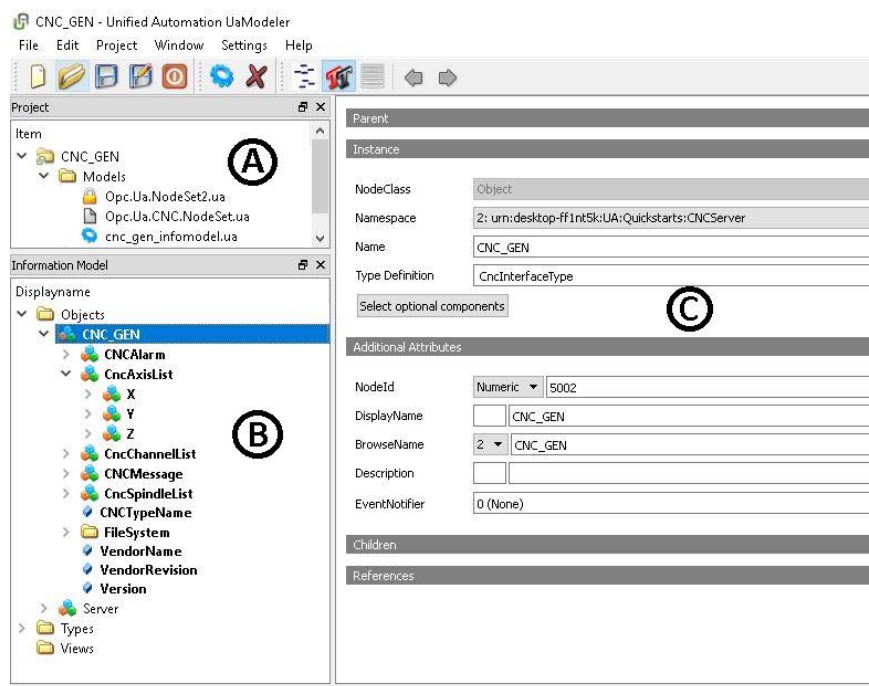 CNC_GEN - Unified Automation UaModeler
File Edit Project Window Settings Help
Project
Item
CNC_GEN
Models
Opc.Ua.NodeSet2.ua
Opc.Ua.CNC.NodeSet.ua
cnc_gen_infomodel.ua
A
Information Model
Displayname
Objects
CNC_GEN
CNCAlarm
CncAxisList
X
Y
Z
CncChannelList
CNCMessage
CncSpindleList
CNCTypeName
FileSystem
VendorName
VendorRevision
Version
Server
Types
Views
B
Parent
Instance
NodeClass Object
Namespace 2: urn:desktop-ff1nt5k:UA:Quickstarts:CNCServer
Name CNC_GEN
Type Definition CncInterfaceType
Select optional components
C
Additional Attributes
NodeId Numeric 5002
DisplayName CNC_GEN
BrowseName 2 CNC_GEN
Description
EventNotifier 0 (None)
Children
References